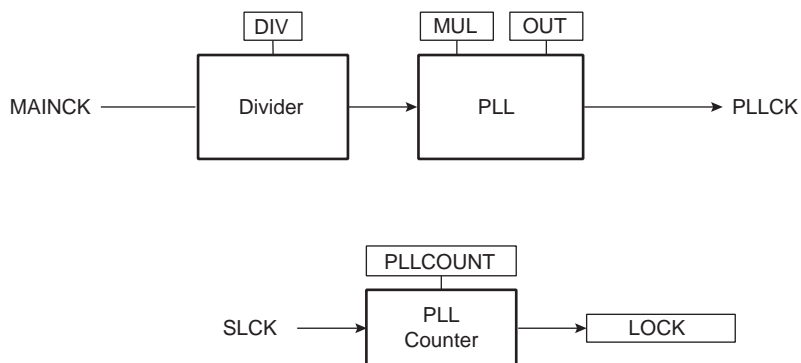 DIV
MUL
OUT
MAINCK
Divider
PLL
PLLCK
PLLCOUNT
SLCK
PLL
Counter
LOCK